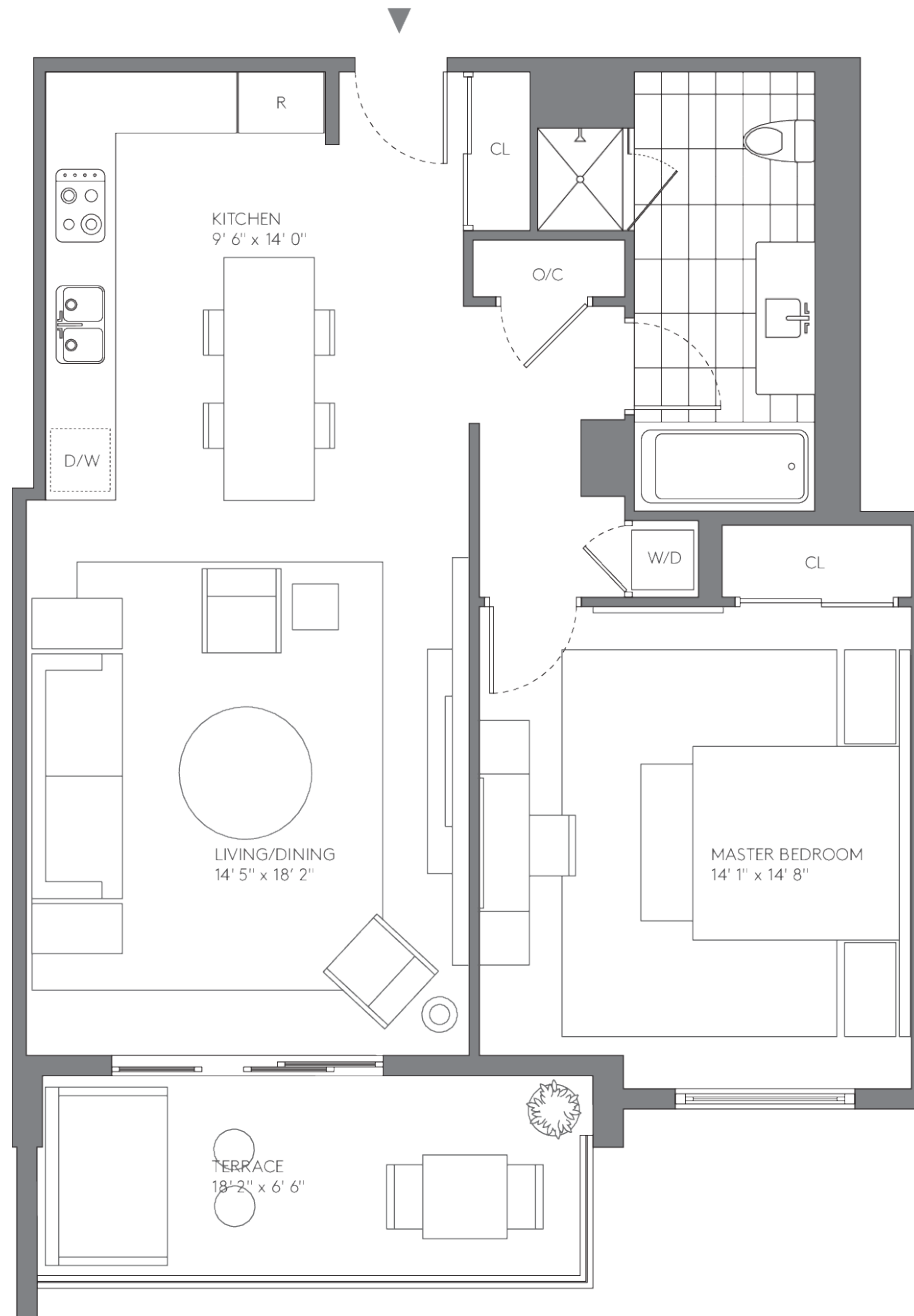 R
CL
KITCHEN
9' 6" x 14' 0"
O/C
D/W
W/D
CL
LIVING/DINING
14' 5" x 18' 2"
MASTER BEDROOM
14' 1" x 14' 8"
TERRACE
18' 2" x 6' 6"